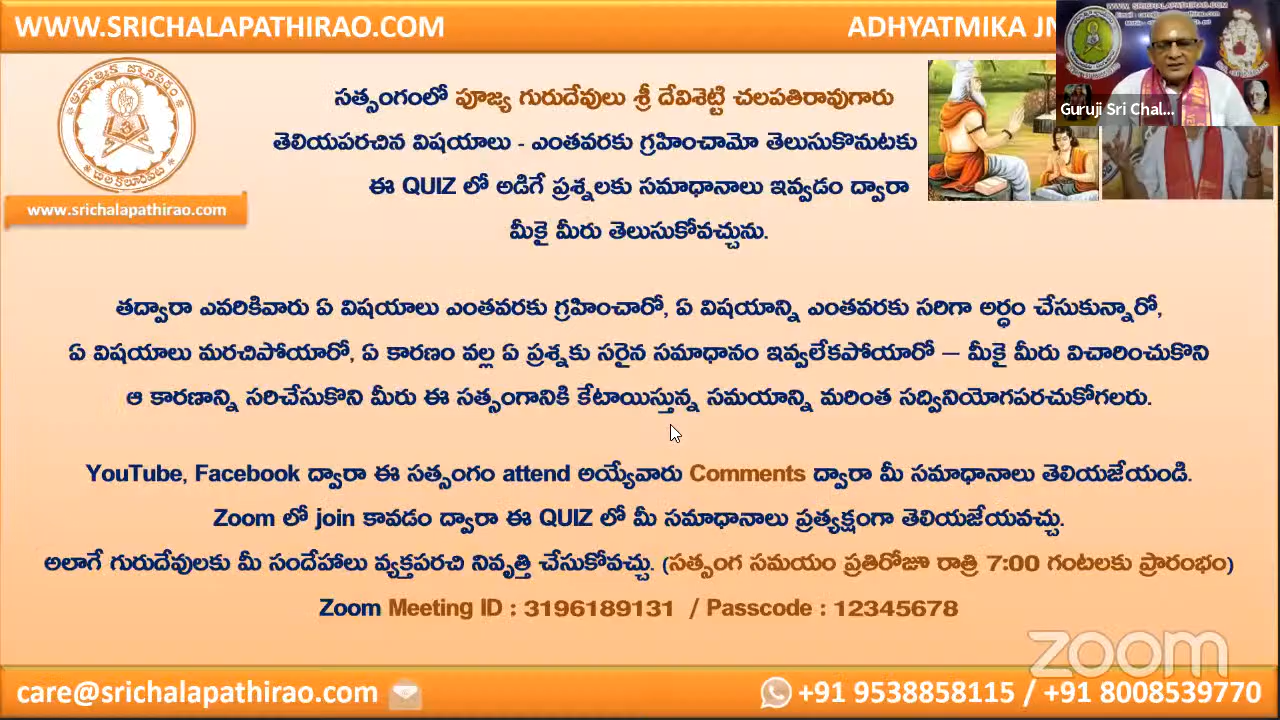 WWW.SRICHALAPATHIRAO.COM
ADHYATMIKA
Guruji Sri Chal...
www.srichalapathirao.com
సత్సంగంలో పూజ్య గురుదేవులు శ్రీ దేవిశెట్టి చలపతిరావుగారు
తెలియపరచిన విషయాలు - ఎంతవరకు గ్రహించామో తెలుసుకొనుటకు
ఈ QUIZ లో అడిగే ప్రశ్నలకు సమాధానాలు ఇవ్వడం ద్వారా
మీకై మీరు తెలుసుకోవచ్చును.
తద్వారా ఎవరికివారు ఏ విషయాలు ఎంతవరకు గ్రహించారో, ఏ విషయాన్ని ఎంతవరకు సరిగా అర్ధం చేసుకున్నారో,
ఏ విషయాలు మరచిపోయారో, ఏ కారణం వల్ల ఏ ప్రశ్నకు సరైన సమాధానం ఇవ్వలేకపోయారో – మీకై మీరు విచారించుకొని
ఆ కారణాన్ని సరిచేసుకొని మీరు ఈ సత్సంగానికి కేటాయిస్తున్న సమయాన్ని మరింత సద్వినియోగపరచుకోగలరు.
YouTube, Facebook ద్వారా ఈ సత్సంగం attend అయ్యేవారు Comments ద్వారా మీ సమాధానాలు తెలియజేయండి.
Zoom లో join కావడం ద్వారా ఈ QUIZ లో మీ సమాధానాలు ప్రత్యక్షంగా తెలియజేయవచ్చు.
అలాగే గురుదేవులకు మీ సందేహాలు వ్యక్తపరచి నివృత్తి చేసుకోవచ్చు. (సత్సంగ సమయం ప్రతిరోజూ రాత్రి 7:00 గంటలకు ప్రారంభం)
Zoom Meeting ID : 3196189131 / Passcode : 12345678
zoom
care@srichalapathirao.com
+91 9538858115 / +91 8008539770